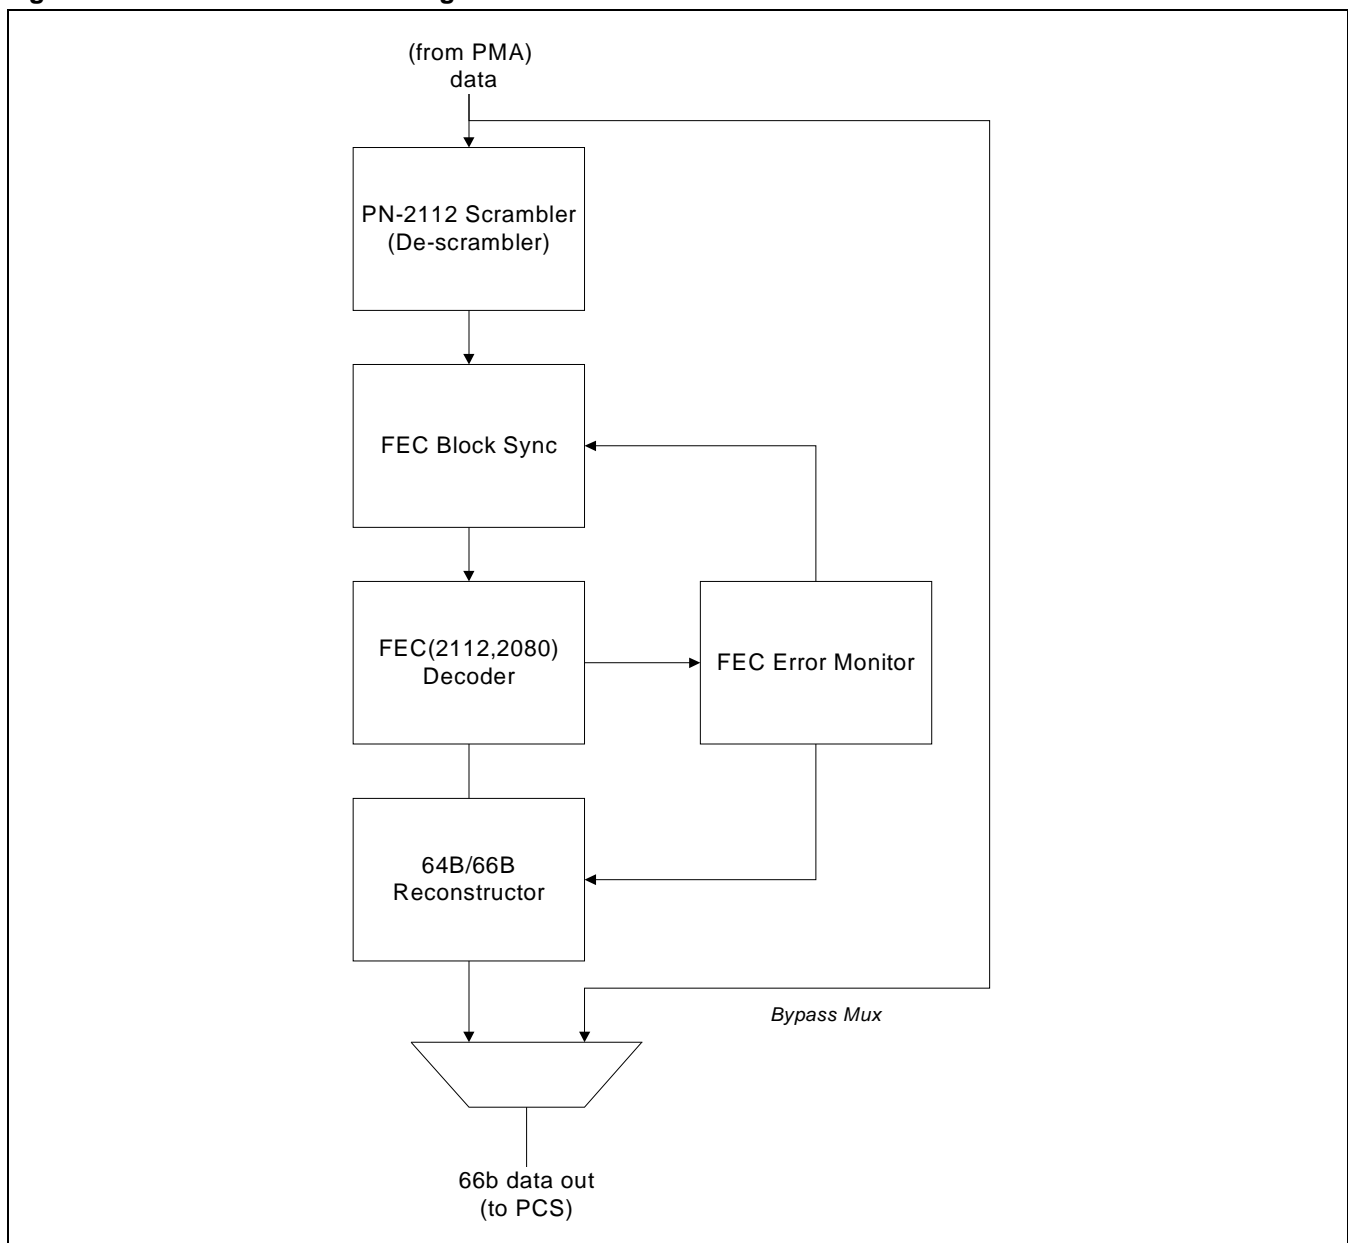 (from PMA)
data
PN-2112 Scrambler
(De-scrambler)
FEC Block Sync
FEC(2112,2080)
Decoder
FEC Error Monitor
64B/66B
Reconstructor
Bypass Mux
66b data out
(to PCS)